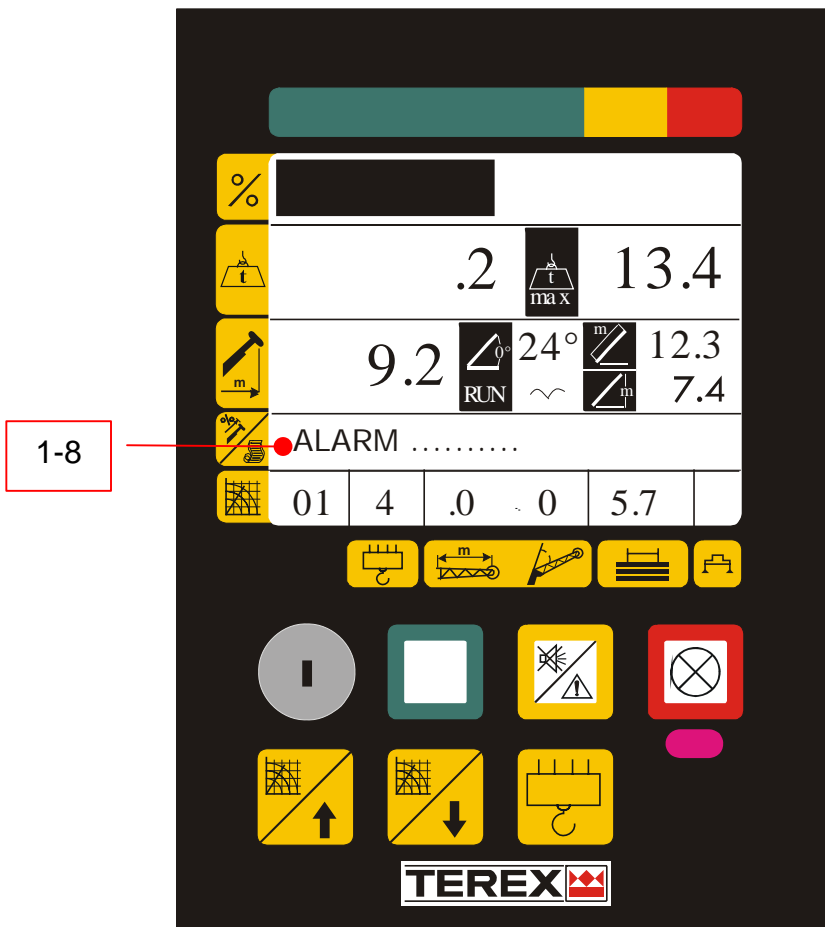 %
.2 t max 13.4
t
m
9.2 0° RUN 24° m 12.3
m 7.4
%
1-8
ALARM ..........
01 4 .0 0 5.7
m
TEREX